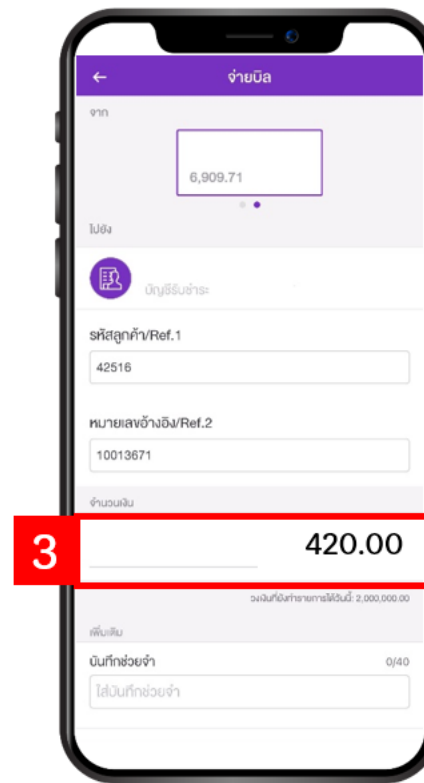 จ่ายบิล
จาก
6,909.71
ไปยัง
บัญชีรับชำระ
รหัสลูกค้า/Ref.1
42516
หมายเลขอ้างอิง/Ref.2
10013671
จำนวนเงิน
3
420.00
วงเงินที่ยังทำรายการได้วันนี้: 2,000,000.00
เพิ่มเติม
บันทึกช่วยจำ 0/40
ใส่บันทึกช่วยจำ